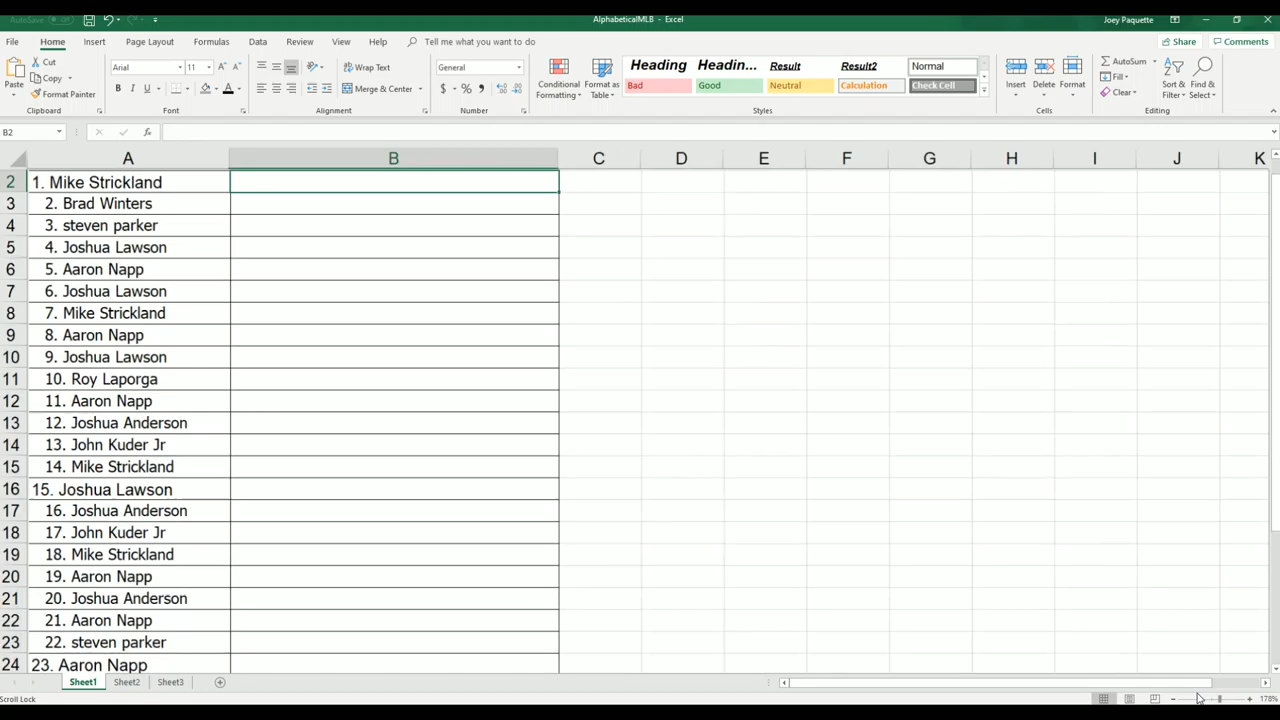 AutoSave Off AlphabeticalMLB - Excel Joey Paquette
File Home Insert Page Layout Formulas Data Review View Help Tell me what you want to do Share Comments
Cut Arial 11 Wrap Text General Heading Headin... Result Result2 Normal AutoSum
Copy Paste Format Painter B I U Merge & Center $ % Conditional Formatting Format as Table Bad Good Neutral Calculation Check Cell Insert Delete Format Fill Clear Sort & Filter Find & Select
Clipboard Font Alignment Number Styles Cells Editing
B2 fx
A B C D E F G H I J K
2 1. Mike Strickland
3 2. Brad Winters
4 3. steven parker
5 4. Joshua Lawson
6 5. Aaron Napp
7 6. Joshua Lawson
8 7. Mike Strickland
9 8. Aaron Napp
10 9. Joshua Lawson
11 10. Roy Laporga
12 11. Aaron Napp
13 12. Joshua Anderson
14 13. John Kuder Jr
15 14. Mike Strickland
16 15. Joshua Lawson
17 16. Joshua Anderson
18 17. John Kuder Jr
19 18. Mike Strickland
20 19. Aaron Napp
21 20. Joshua Anderson
22 21. Aaron Napp
23 22. steven parker
24 23. Aaron Napp
Sheet1 Sheet2 Sheet3
Scroll Lock 178%